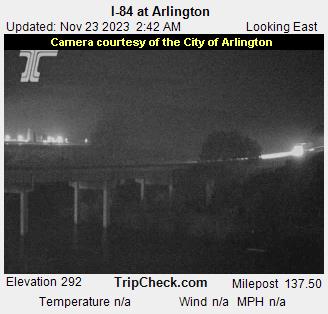 I-84 at Arlington
Updated: Nov 23 2023 2:42 AM Looking East
Camera courtesy of the City of Arlington
Elevation 292 TripCheck.com Milepost 137.50
Temperature n/a Wind n/a MPH n/a